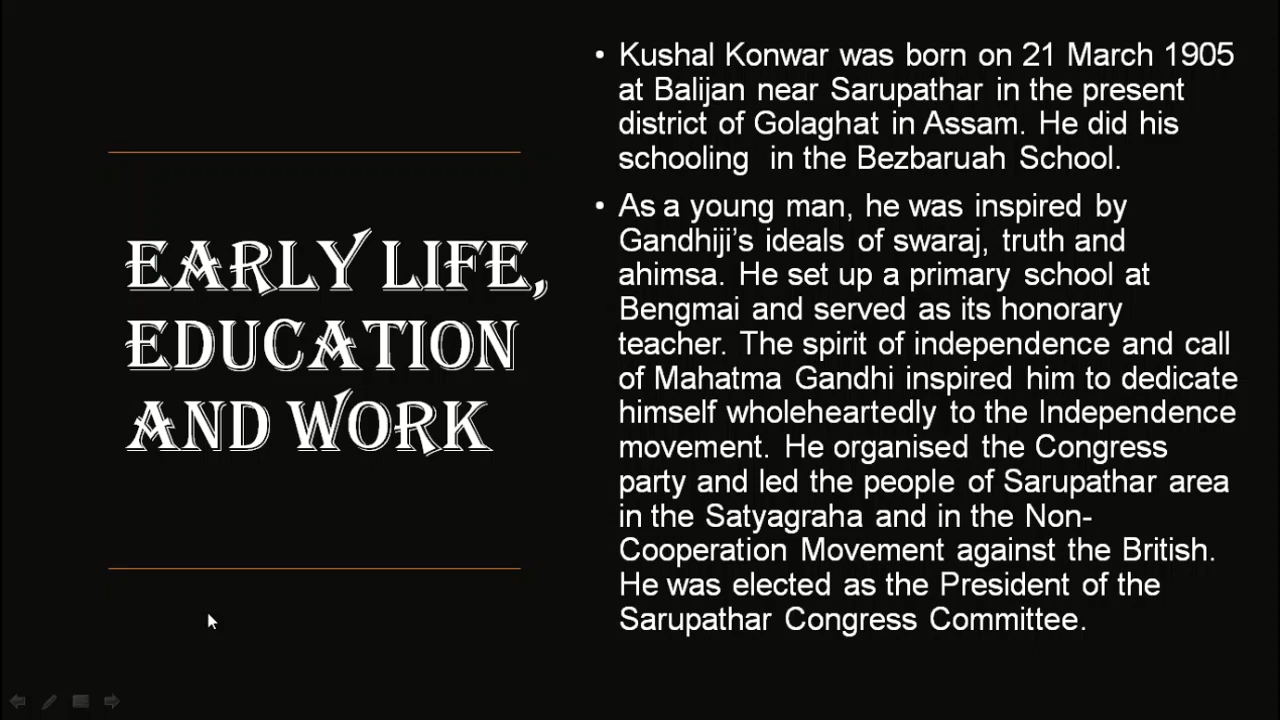 EARLY LIFE,
EDUCATION
AND WORK
• Kushal Konwar was born on 21 March 1905
at Balijan near Sarupathar in the present
district of Golaghat in Assam. He did his
schooling in the Bezbaruah School.
• As a young man, he was inspired by
Gandhiji’s ideals of swaraj, truth and
ahimsa. He set up a primary school at
Bengmai and served as its honorary
teacher. The spirit of independence and call
of Mahatma Gandhi inspired him to dedicate
himself wholeheartedly to the Independence
movement. He organised the Congress
party and led the people of Sarupathar area
in the Satyagraha and in the Non-
Cooperation Movement against the British.
He was elected as the President of the
Sarupathar Congress Committee.